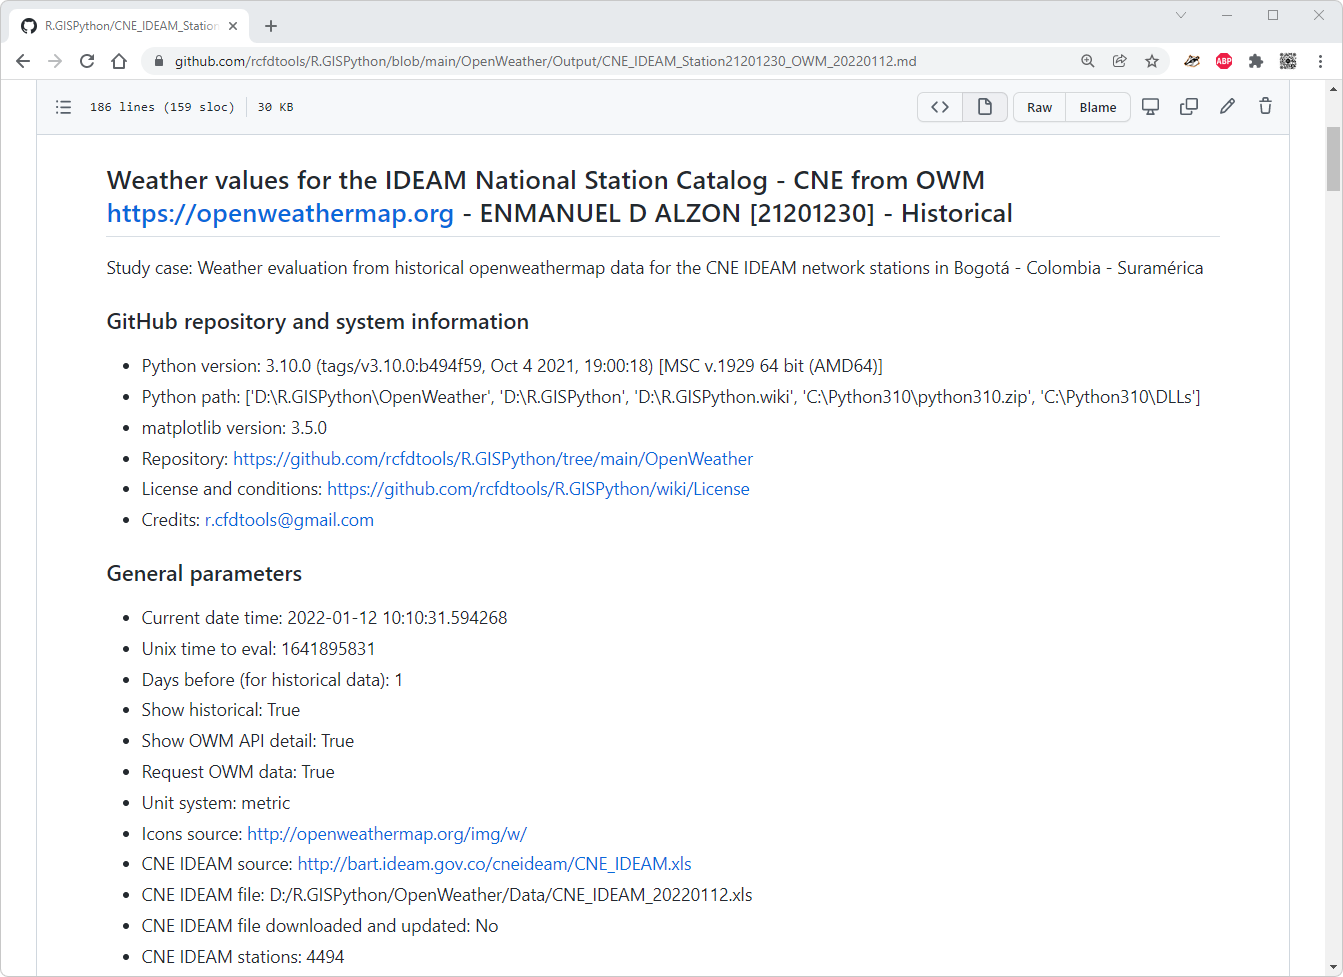 R.GISPython/CNE_IDEAM_Station
github.com/rcfdtools/R.GISPython/blob/main/OpenWeather/Output/CNE_IDEAM_Station21201230_OWM_20220112.md
ABP
186 lines (159 sloc) 30 KB
Raw Blame
Weather values for the IDEAM National Station Catalog - CNE from OWM
https://openweathermap.org - ENMANUEL D ALZON [21201230] - Historical
Study case: Weather evaluation from historical openweathermap data for the CNE IDEAM network stations in Bogotá - Colombia - Suramérica
GitHub repository and system information
• Python version: 3.10.0 (tags/v3.10.0:b494f59, Oct 4 2021, 19:00:18) [MSC v.1929 64 bit (AMD64)]
• Python path: ['D:\R.GISPython\OpenWeather', 'D:\R.GISPython', 'D:\R.GISPython.wiki', 'C:\Python310\python310.zip', 'C:\Python310\DLLs']
• matplotlib version: 3.5.0
• Repository: https://github.com/rcfdtools/R.GISPython/tree/main/OpenWeather
• License and conditions: https://github.com/rcfdtools/R.GISPython/wiki/License
• Credits: r.cfdtools@gmail.com
General parameters
• Current date time: 2022-01-12 10:10:31.594268
• Unix time to eval: 1641895831
• Days before (for historical data): 1
• Show historical: True
• Show OWM API detail: True
• Request OWM data: True
• Unit system: metric
• Icons source: http://openweathermap.org/img/w/
• CNE IDEAM source: http://bart.ideam.gov.co/cneideam/CNE_IDEAM.xls
• CNE IDEAM file: D:/R.GISPython/OpenWeather/Data/CNE_IDEAM_20220112.xls
• CNE IDEAM file downloaded and updated: No
• CNE IDEAM stations: 4494